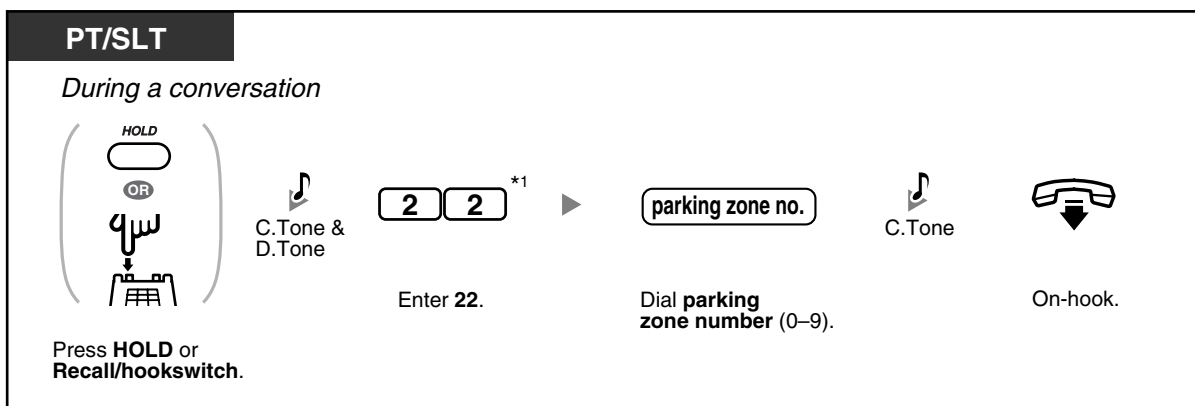 PT/SLT
During a conversation
HOLD
OR
C.Tone &
D.Tone
2 2 *1
parking zone no.
C.Tone
Press HOLD or
Recall/hookswitch.
Enter 22.
Dial parking
zone number (0–9).
On-hook.